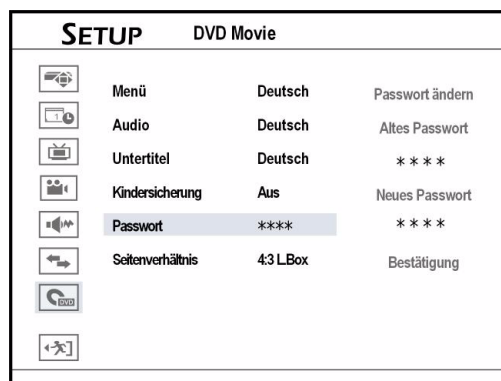 SETUP DVD Movie
Menü Deutsch Passwort ändern
Audio Deutsch Altes Passwort
Untertitel Deutsch ****
Kindersicherung Aus Neues Passwort
Passwort **** ****
Seitenverhältnis 4:3 L.Box Bestätigung
1
DVD